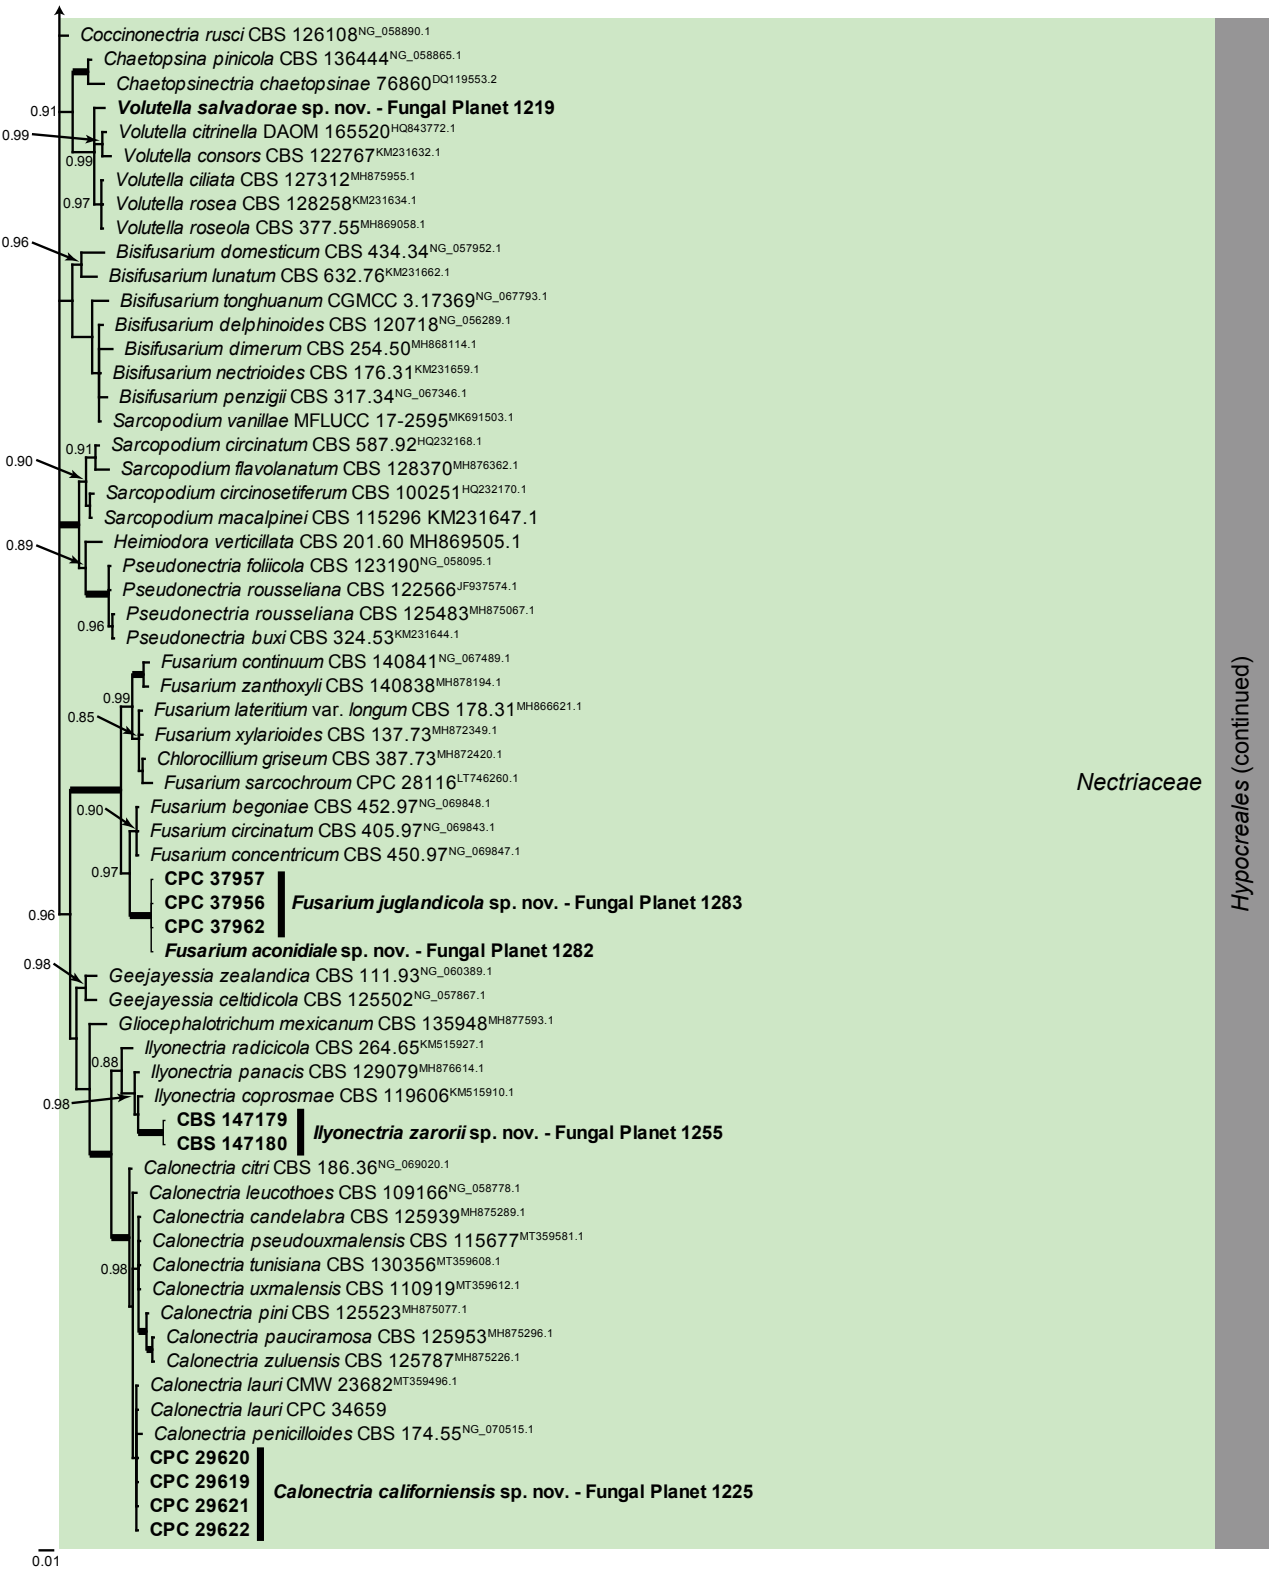 Coccinonectria rusci CBS 126108NG_058890.1
Chaetopsina pinicola CBS 136444NG_058865.1
Chaetopsinectria chaetopsinae 76860DQ119553.2
0.91
Volutella salvadorae sp. nov. - Fungal Planet 1219
0.99
Volutella citrinella DAOM 165520HQ843772.1
Volutella consors CBS 122767KM231632.1
0.99
Volutella ciliata CBS 127312MH875955.1
0.97
Volutella rosea CBS 128258KM231634.1
Volutella roseola CBS 377.55MH869058.1
0.96
Bisifusarium domesticum CBS 434.34NG_057952.1
Bisifusarium lunatum CBS 632.76KM231662.1
Bisifusarium tonghuanum CGMCC 3.17369NG_067793.1
Bisifusarium delphinoides CBS 120718NG_056289.1
Bisifusarium dimerum CBS 254.50MH868114.1
Bisifusarium nectrioides CBS 176.31KM231659.1
Bisifusarium penzigii CBS 317.34NG_067346.1
Sarcopodium vanillae MFLUCC 17-2595MK691503.1
0.91
Sarcopodium circinatum CBS 587.92HQ232168.1
0.90
Sarcopodium flavolanatum CBS 128370MH876362.1
Sarcopodium circinosetiferum CBS 100251HQ232170.1
Sarcopodium macalpinei CBS 115296 KM231647.1
0.89
Heimiodora verticillata CBS 201.60 MH869505.1
Pseudonectria foliicola CBS 123190NG_058095.1
Pseudonectria rousseliana CBS 122566JF937574.1
Pseudonectria rousseliana CBS 125483MH875067.1
0.96
Pseudonectria buxi CBS 324.53KM231644.1
Fusarium continuum CBS 140841NG_067489.1
Fusarium zanthoxyli CBS 140838MH878194.1
0.99
Fusarium lateritium var. longum CBS 178.31MH866621.1
0.85
Fusarium xylarioides CBS 137.73MH872349.1
Chlorocillium griseum CBS 387.73MH872420.1
Fusarium sarcochroum CPC 28116LT746260.1
0.90
Fusarium begoniae CBS 452.97NG_069848.1
Fusarium circinatum CBS 405.97NG_069843.1
Fusarium concentricum CBS 450.97NG_069847.1
0.97
CPC 37957
CPC 37956
CPC 37962
Fusarium juglandicola sp. nov. - Fungal Planet 1283
0.96
Fusarium aconidiale sp. nov. - Fungal Planet 1282
0.98
Geejayessia zealandica CBS 111.93NG_060389.1
Geejayessia celtidicola CBS 125502NG_057867.1
Gliocephalotrichum mexicanum CBS 135948MH877593.1
Ilyonectria radicicola CBS 264.65KM515927.1
0.88
Ilyonectria panacis CBS 129079MH876614.1
0.98
Ilyonectria coprosmae CBS 119606KM515910.1
CBS 147179
CBS 147180
Ilyonectria zarorii sp. nov. - Fungal Planet 1255
Calonectria citri CBS 186.36NG_069020.1
Calonectria leucothoes CBS 109166NG_058778.1
Calonectria candelabra CBS 125939MH875289.1
Calonectria pseudouxmalensis CBS 115677MT359581.1
0.98
Calonectria tunisiana CBS 130356MT359608.1
Calonectria uxmalensis CBS 110919MT359612.1
Calonectria pini CBS 125523MH875077.1
Calonectria pauciramosa CBS 125953MH875296.1
Calonectria zuluensis CBS 125787MH875226.1
Calonectria lauri CMW 23682MT359496.1
Calonectria lauri CPC 34659
Calonectria penicilloides CBS 174.55NG_070515.1
CPC 29620
CPC 29619
CPC 29621
CPC 29622
Calonectria californiensis sp. nov. - Fungal Planet 1225
0.01
Nectriaceae
Hypocreales (continued)